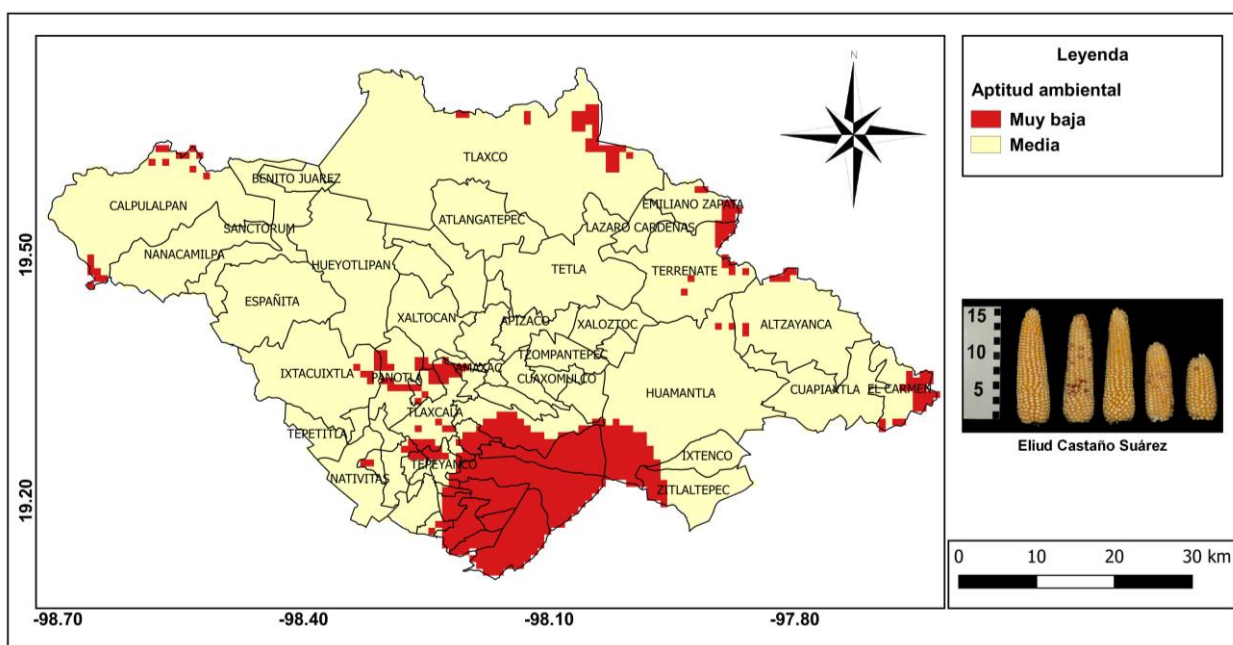 N
Leyenda
Aptitud ambiental
Muy baja
Media
TLAXCO
BENITO JUAREZ
CALPULALPAN
EMILIANO ZAPATA
ATLANGATEPEC
SANCTORUM
LAZARO CARDENAS
NANACAMILPA
HUEYOTLIPAN
TETLA
TERRENATE
ESPAÑITA
XALTOCAN
APIZACO
XALOZTOC
ALTZAYANCA
TZOMPANTEPEC
IXTACUIXTLA
PANOTLA
AMAXAC
CUAXOMULCO
HUAMANTLA
CUAPIAXTLA
EL CARMEN
TLAXCALA
TEPETITLA
IXTENCO
TEPEYANCO
NATIVITAS
ZITLALTEPEC
19.50
19.20
-98.70
-98.40
-98.10
-97.80
15
10
5
Eliud Castaño Suárez
0 10 20 30 km